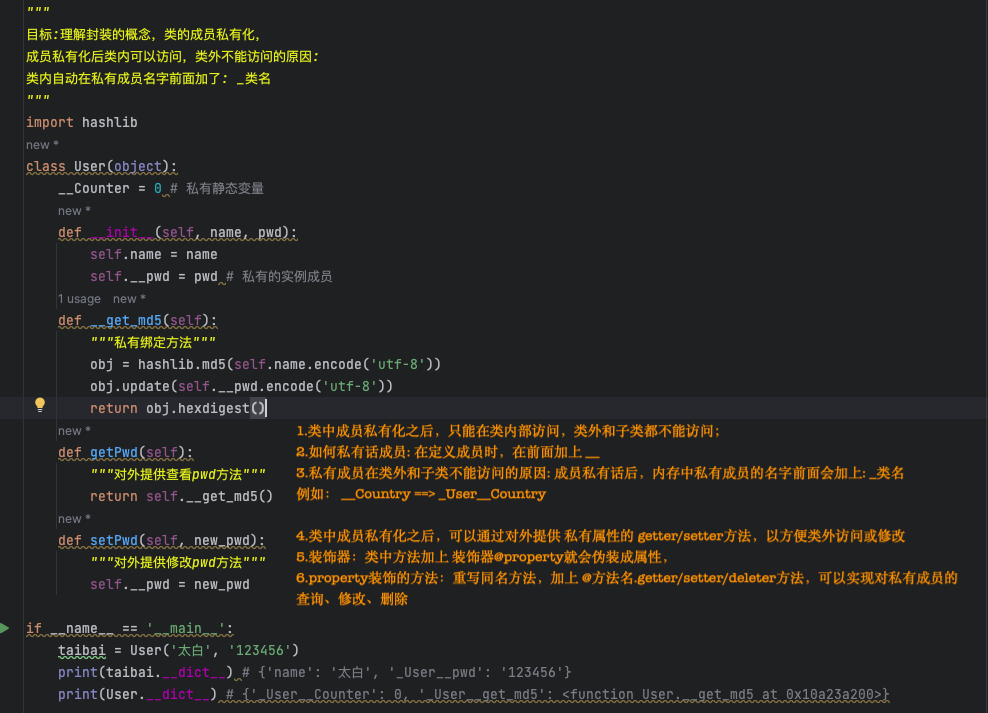 """
目标:理解封装的概念，类的成员私有化，
成员私有化后类内可以访问，类外不能访问的原因：
类内自动在私有成员名字前面加了: _类名
"""
import hashlib
new *
class User(object):
    __Counter = 0 # 私有静态变量
    new *
    def __init__(self, name, pwd):
        self.name = name
        self.__pwd = pwd # 私有的实例成员
    1 usage   new *
    def __get_md5(self):
        """私有绑定方法"""
        obj = hashlib.md5(self.name.encode('utf-8'))
        obj.update(self.__pwd.encode('utf-8'))
        return obj.hexdigest()
    new *
    def getPwd(self):
        """对外提供查看pwd方法"""
        return self.__get_md5()
    new *
    def setPwd(self, new_pwd):
        """对外提供修改pwd方法"""
        self.__pwd = new_pwd
1.类中成员私有化之后，只能在类内部访问，类外和子类都不能访问；
2.如何私有话成员: 在定义成员时，在前面加上 __
3.私有成员在类外和子类不能访问的原因: 成员私有话后，内存中私有成员的名字前面会加上: _类名
例如： __Country ==> _User__Country
4.类中成员私有化之后，可以通过对外提供 私有属性的 getter/setter方法，以方便类外访问或修改
5.装饰器：类中方法加上 装饰器@property就会伪装成属，
6.property装饰的方法：重写同名方法，加上 @方法名.getter/setter/deleter方法，可以实现对私有成员的
查询、修改、删除
if __name__ == '__main__':
    taibai = User('太白', '123456')
    print(taibai.__dict__) # {'name': '太白', '_User__pwd': '123456'}
    print(User.__dict__) # {'_User__Counter': 0, '_User__get_md5': <function User.__get_md5 at 0x10a23a200>}